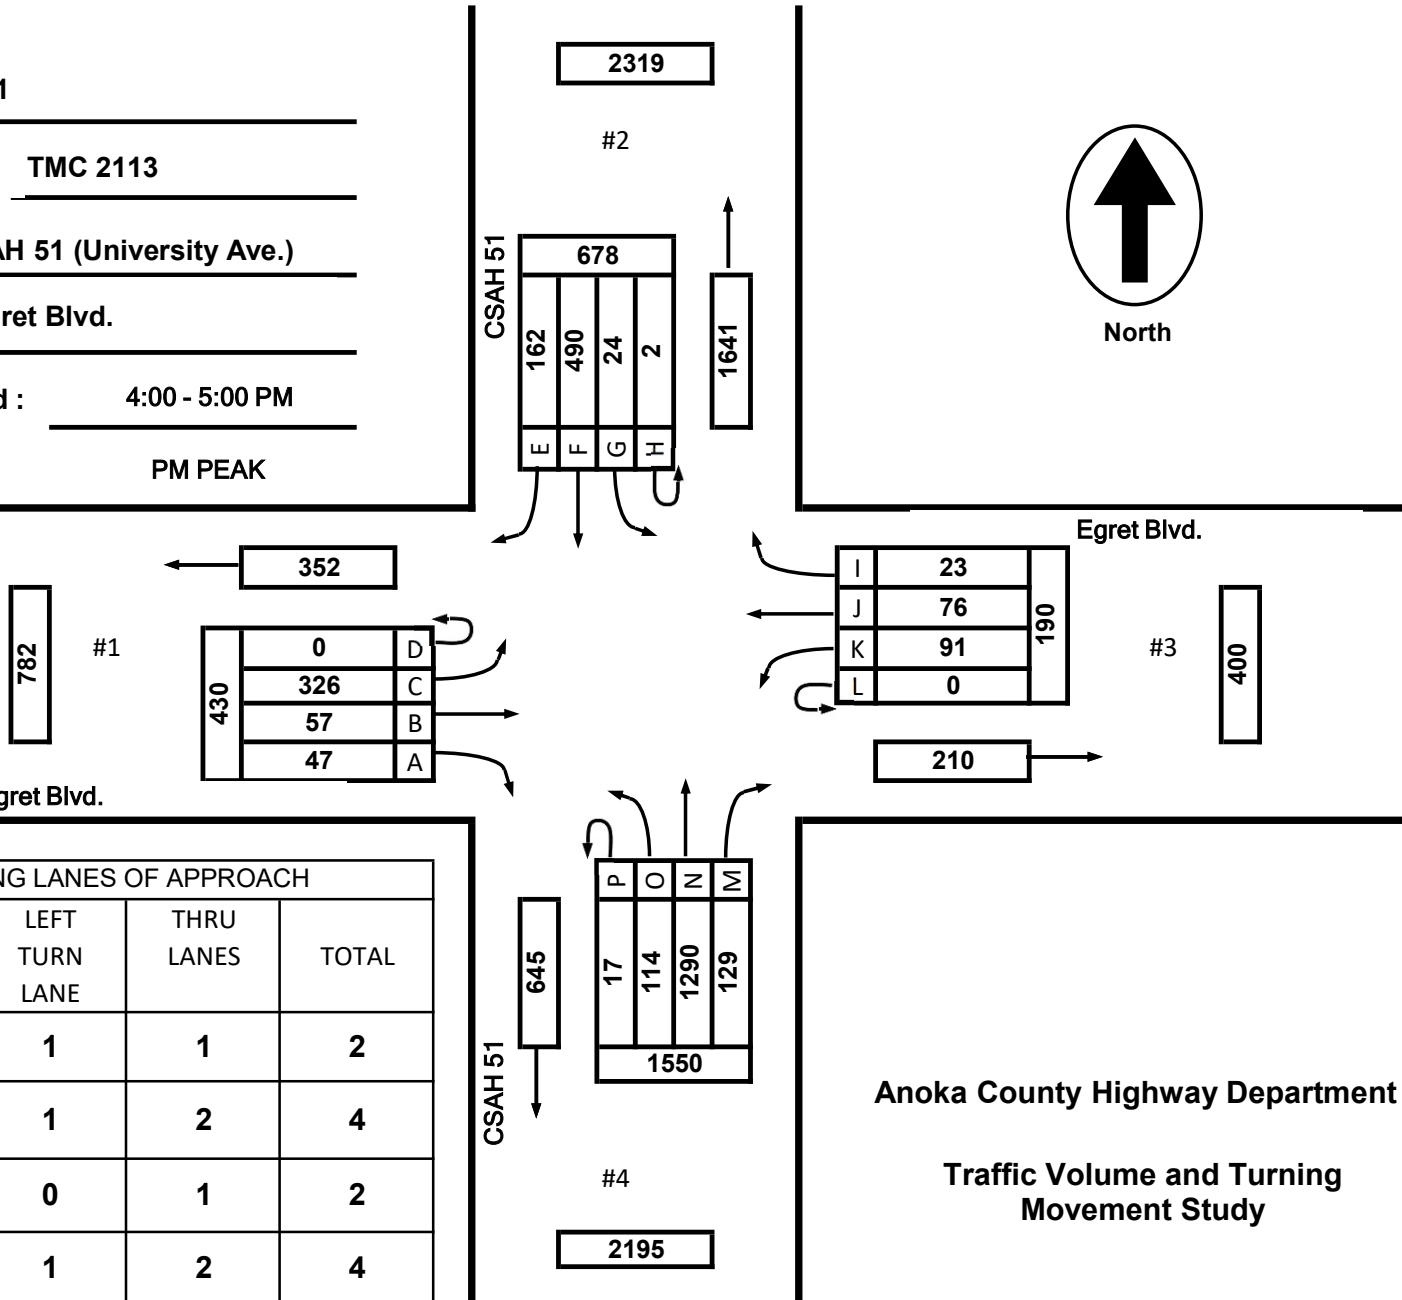 1
TMC 2113
AH 51 (University Ave.)
ret Blvd.
d : 4:00 - 5:00 PM
PM PEAK
2319
#2
CSAH 51
678
162 490 24 2
E F G H
1641
North
Egret Blvd.
352
782
#1
430
0 D
326 C
57 B
47 A
gret Blvd.
I 23
J 76
K 91
L 0
190
#3
400
210
P O N M
17 114 1290 129
1550
645
CSAH 51
#4
2195
NG LANES OF APPROACH
LEFT TURN LANE THRU LANES TOTAL
1 1 2
1 2 4
0 1 2
1 2 4
Anoka County Highway Department
Traffic Volume and Turning
Movement Study